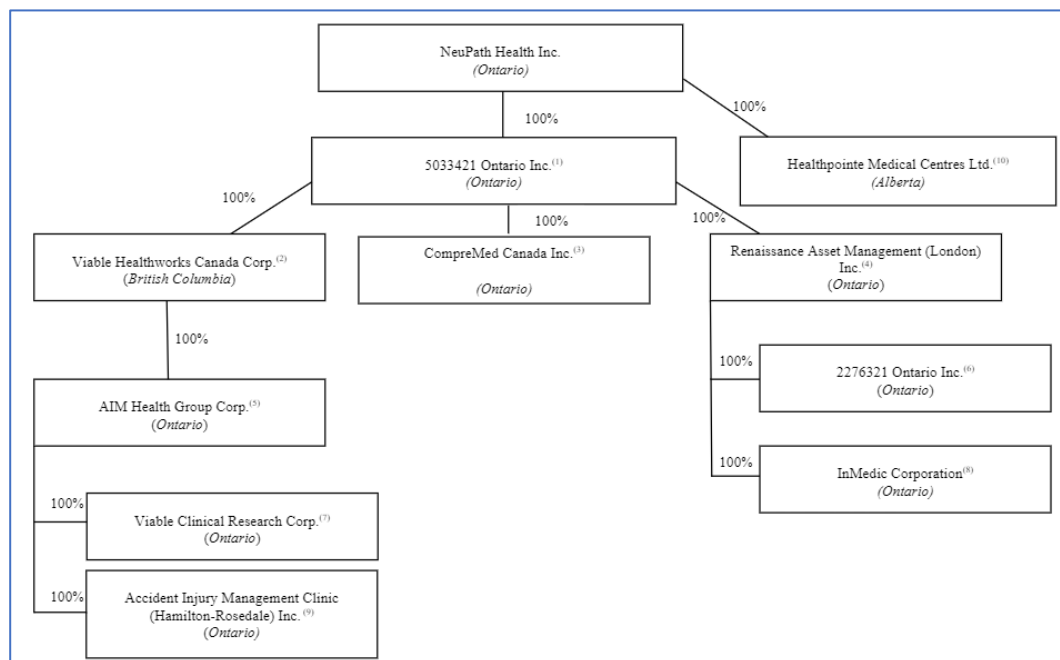 NeuPath Health Inc.
(Ontario)
100%
100%
5033421 Ontario Inc.(1)
(Ontario)
Healthpointe Medical Centres Ltd.(10)
(Alberta)
100%
100%
100%
Viable Healthworks Canada Corp.(2)
(British Columbia)
CompreMed Canada Inc.(3)
(Ontario)
Renaissance Asset Management (London)
Inc.(4)
(Ontario)
100%
AIM Health Group Corp.(5)
(Ontario)
100%
2276321 Ontario Inc.(6)
(Ontario)
100%
InMedic Corporation(8)
(Ontario)
100%
Viable Clinical Research Corp.(7)
(Ontario)
100%
Accident Injury Management Clinic
(Hamilton-Rosedale) Inc. (9)
(Ontario)